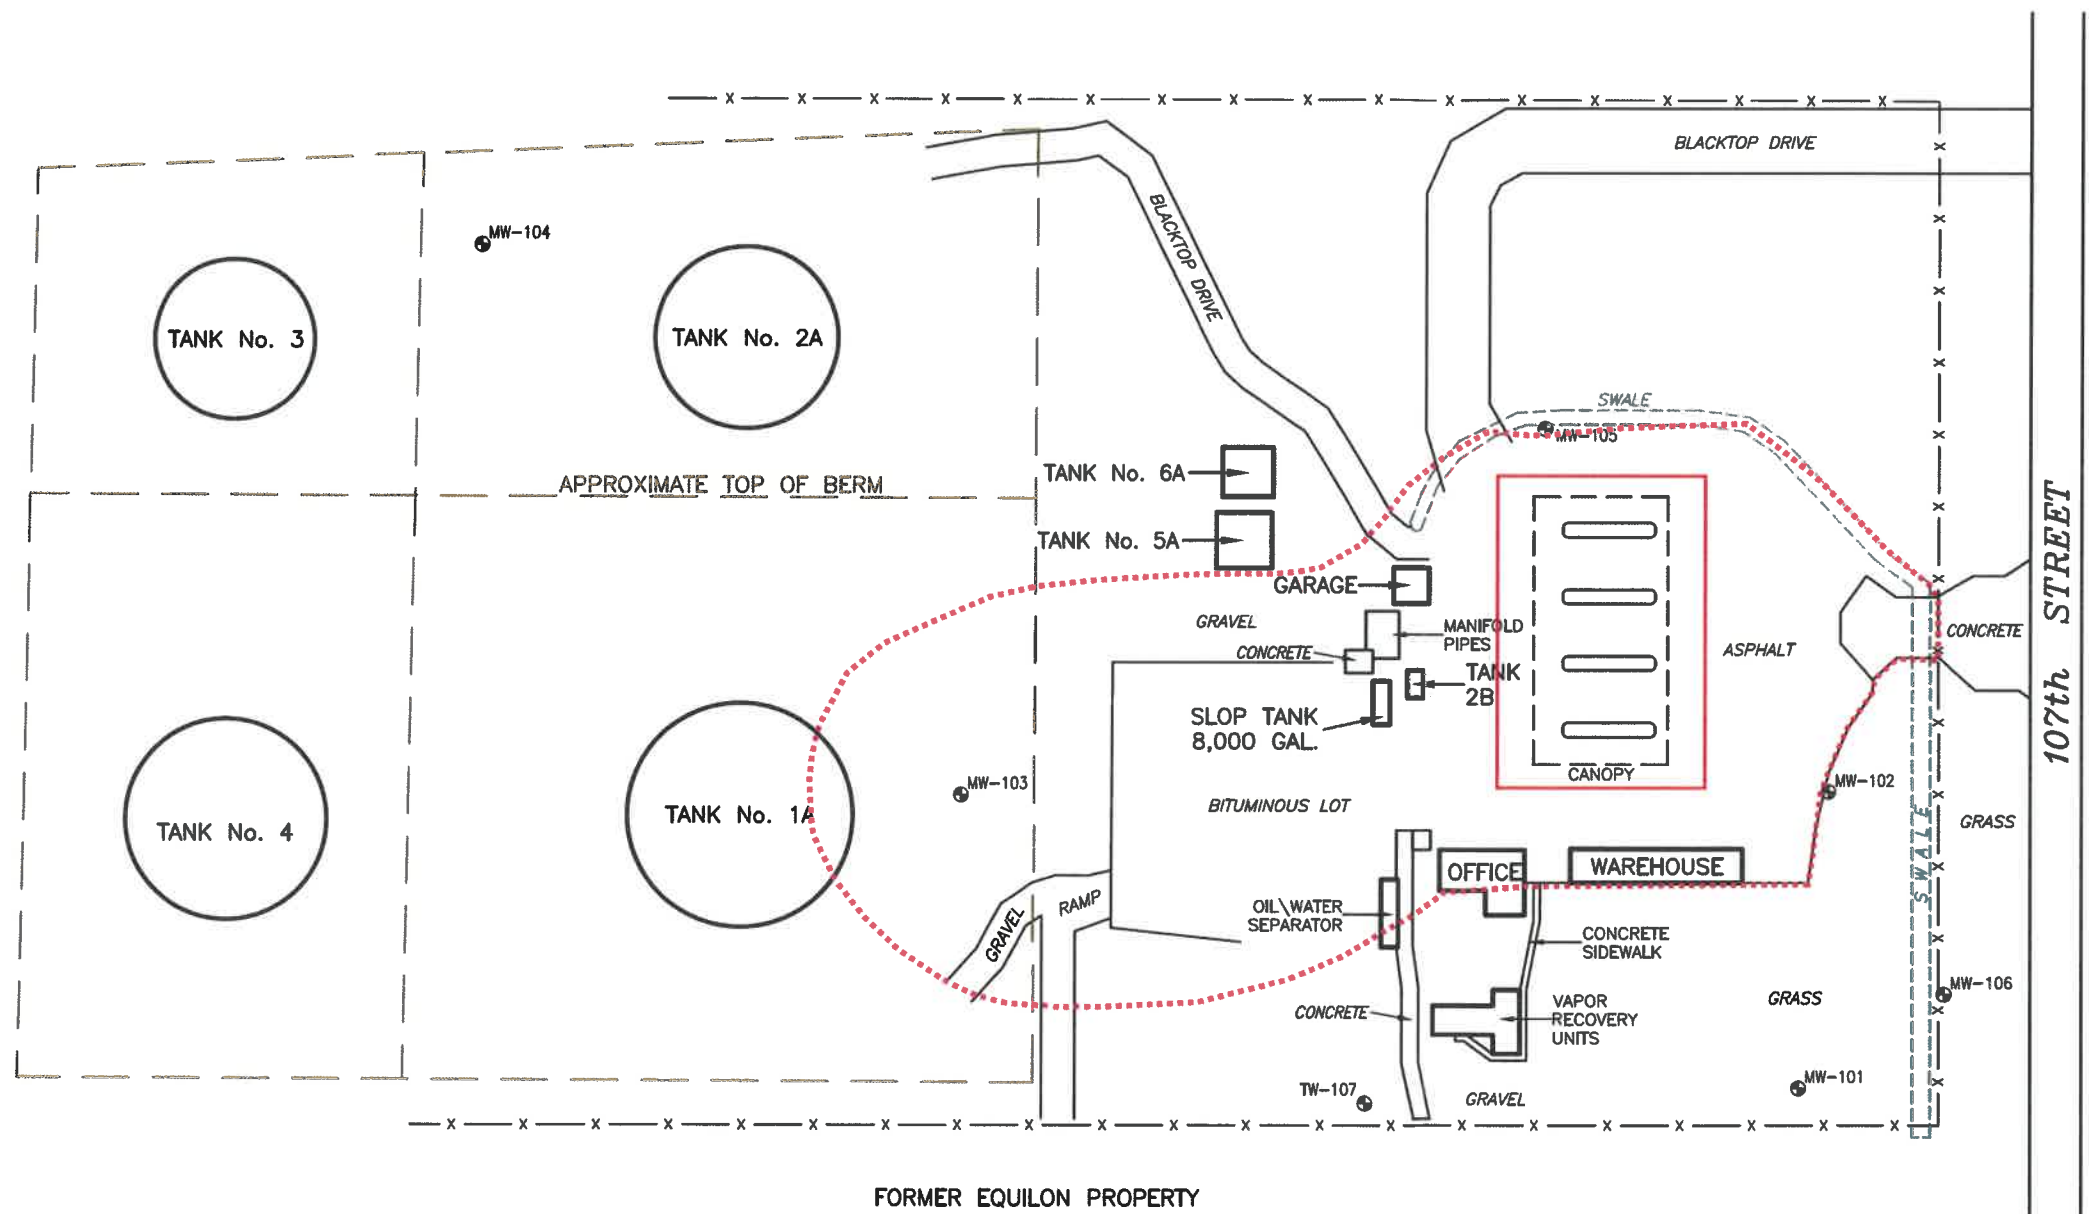 BLACKTOP DRIVE
MW-104
BLACKTOP DRIVE
TANK No. 3
TANK No. 2A
SWALE
MW-105
TANK No. 6A
APPROXIMATE TOP OF BERM
TANK No. 5A
GARAGE
107th STREET
GRAVEL
MANIFOLD
PIPES
CONCRETE
CONCRETE
ASPHALT
TANK
2B
SLOP TANK
8,000 GAL.
CANOPY
MW-103
MW-102
BITUMINOUS LOT
TANK No. 1A
TANK No. 4
GRASS
SWALE
OFFICE
WAREHOUSE
RAMP
GRAVEL
OIL\WATER
SEPARATOR
CONCRETE
SIDEWALK
MW-106
GRASS
VAPOR
RECOVERY
UNITS
CONCRETE
MW-101
TW-107
GRAVEL
FORMER EQUILON PROPERTY